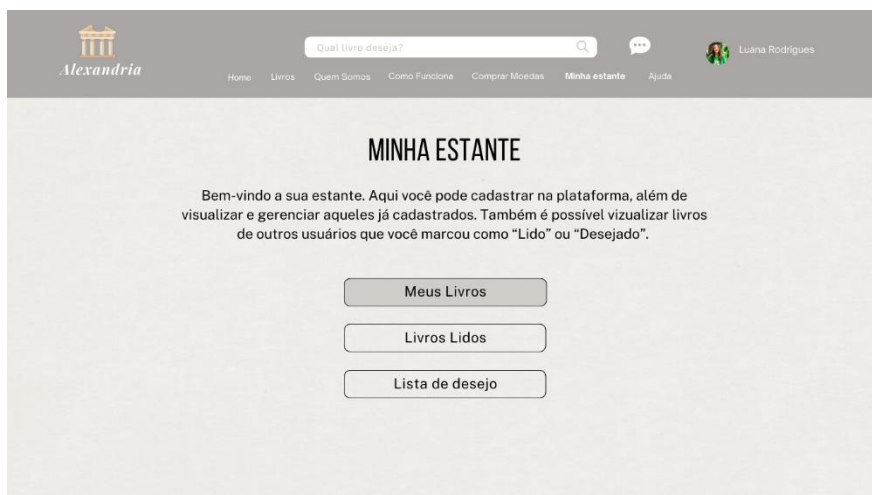 Qual livro deseja?
Luana Rodrigues
Alexandria
Home Livros Quem Somos Como Funciona Comprar Moedas Minha estante Ajuda
MINHA ESTANTE
Bem-vindo a sua estante. Aqui você pode cadastrar na plataforma, além de
visualizar e gerenciar aqueles já cadastrados. Também é possível vizualizar livros
de outros usuários que você marcou como “Lido” ou “Desejado”.
Meus Livros
Livros Lidos
Lista de desejo